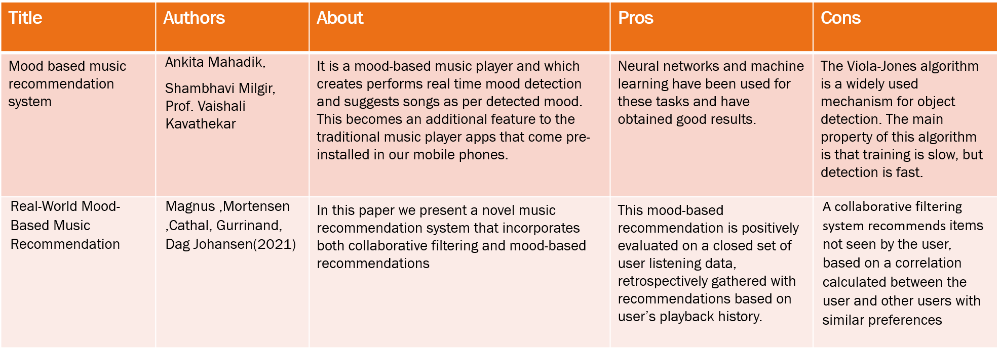 Title
Authors
About
Pros
Cons
Mood based music
recommendation
system
Ankita Mahadik,
Shambhavi Milgir,
Prof. Vaishali
Kavathekar
It is a mood-based music player and which
creates performs real time mood detection
and suggests songs as per detected mood.
This becomes an additional feature to the
traditional music player apps that come pre-
installed in our mobile phones.
Neural networks and machine
learning have been used for
these tasks and have
obtained good results.
The Viola-Jones algorithm
is a widely used
mechanism for object
detection. The main
property of this algorithm
is that training is slow, but
detection is fast.
Real-World Mood-
Based Music
Recommendation
Magnus ,Mortensen
,Cathal, Gurrinand,
Dag Johansen(2021)
In this paper we present a novel music
recommendation system that incorporates
both collaborative filtering and mood-based
recommendations
This mood-based
recommendation is positively
evaluated on a closed set of
user listening data,
retrospectively gathered with
recommendations based on
user’s playback history.
A collaborative filtering
system recommends items
not seen by the user,
based on a correlation
calculated between the
user and other users with
similar preferences